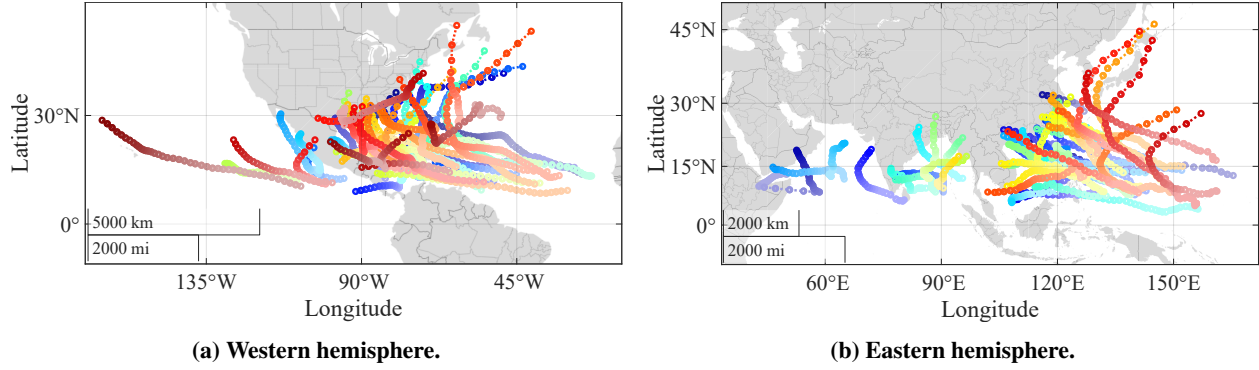 Latitude
30°N
0°
5000 km
2000 mi
135°W
90°W
45°W
Longitude
(a) Western hemisphere.
Latitude
45°N
30°N
15°N
0°
2000 km
2000 mi
60°E
90°E
120°E
150°E
Longitude
(b) Eastern hemisphere.